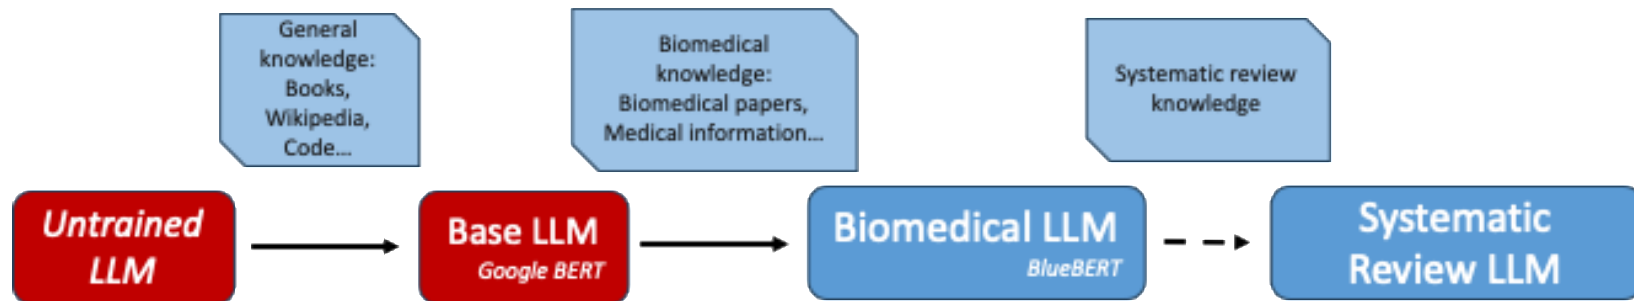 General
knowledge:
Books,
Wikipedia,
Code...
Biomedical
knowledge:
Biomedical papers,
Medical information...
Systematic review
knowledge
Untrained
LLM
Base LLM
Google BERT
Biomedical LLM
BlueBERT
Systematic
Review LLM